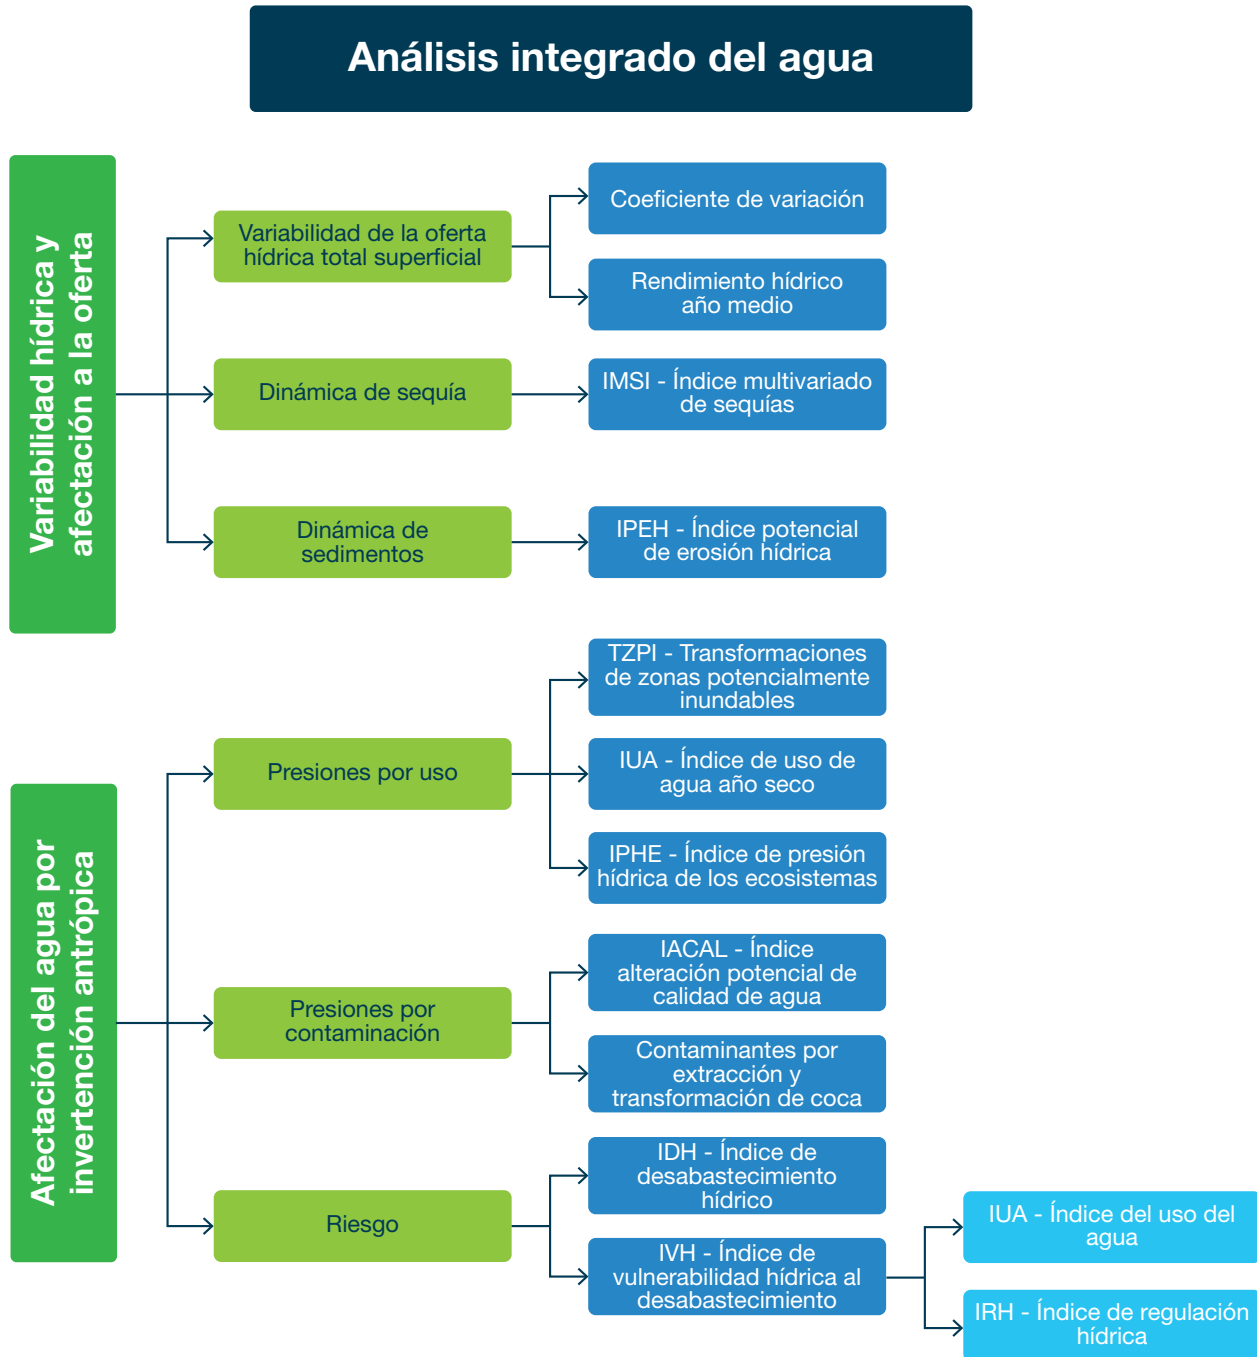 Análisis integrado del agua
Variabilidad hídrica y
afectación a la oferta
Variabilidad de la oferta
hídrica total superficial
Coeficiente de variación
Rendimiento hídrico
año medio
Dinámica de sequía
IMSI - Índice multivariado
de sequías
Dinámica de
sedimentos
IPEH - Índice potencial
de erosión hídrica
Afectación del agua por
invertención antrópica
Presiones por uso
TZPI - Transformaciones
de zonas potencialmente
inundables
IUA - Índice de uso de
agua año seco
IPHE - Índice de presión
hídrica de los ecosistemas
Presiones por
contaminación
IACAL - Índice
alteración potencial de
calidad de agua
Contaminantes por
extracción y
transformación de coca
Riesgo
IDH - Índice de
desabastecimiento
hídrico
IVH - Índice de
vulnerabilidad hídrica al
desabastecimiento
IUA - Índice del uso del
agua
IRH - Índice de regulación
hídrica